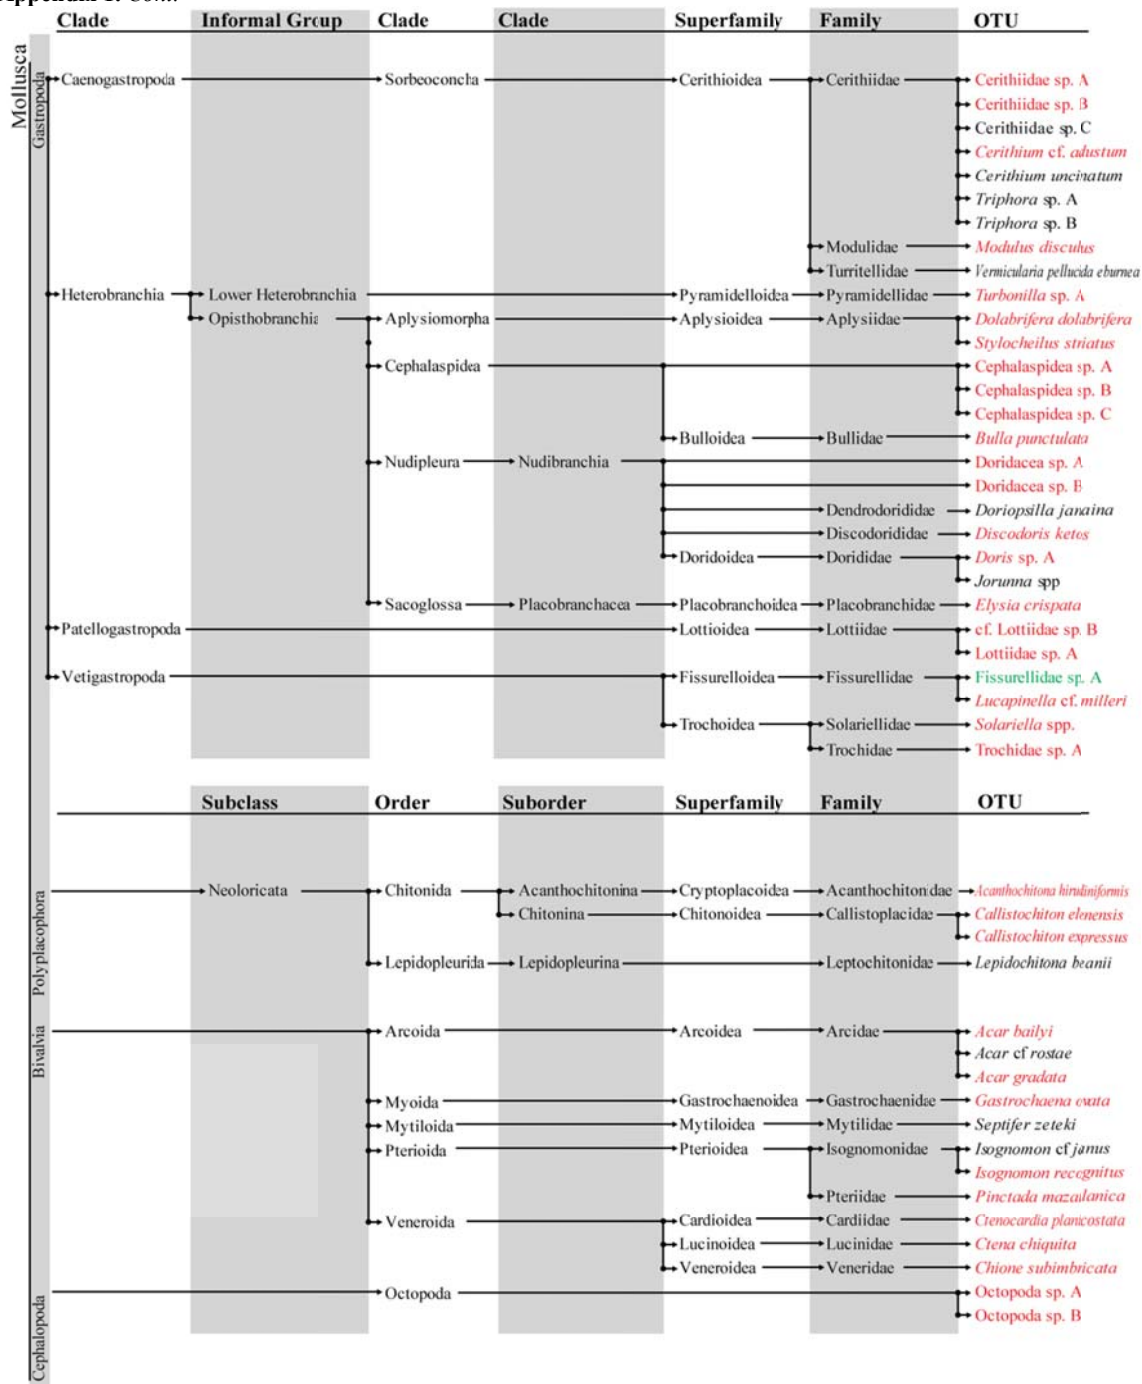 Clade Informal Group Clade Clade Superfamily Family OTU
Mollusca
Gastropoda
Caenogastropoda Sorbeoconcha Cerithioidea Cerithiidae Cerithiidae sp. A
Cerithiidae sp. B
Cerithiidae sp. C
Cerithium cf. adustum
Cerithium uncinatum
Triphora sp. A
Triphora sp. B
Modulidae Modulus disculus
Turritellidae Vermicularia pellucida eburnea
Heterobranchia Lower Heterobranchia Pyramidelloidea Pyramidellidae Turbonilla sp. A
Opisthobranchia Aplysiomorpha Aplysioidea Aplysiidae Dolabrifera dolabrifera
Stylocheilus striatus
Cephalaspidea Cephalaspidea sp. A
Cephalaspidea sp. B
Cephalaspidea sp. C
Bulloidea Bullidae Bulla punctulata
Nudipleura Nudibranchia Doridacea sp. A
Doridacea sp. B
Dendrodorididae Doriopsilla janaina
Discodorididae Discodoris ketos
Doridoidea Dorididae Doris sp. A
Jorunna spp
Sacoglossa Placobranchacea Placobranchoidea Placobranchidae Elysia crispata
Patellogastropoda Lottioidea Lottiidae cf. Lottiidae sp. B
Lottiidae sp. A
Vetigastropoda Fissurelloidea Fissurellidae Fissurellidae sp. A
Lucapinella cf. milleri
Trochoidea Solariellidae Solariella spp.
Trochidae Trochidae sp. A
Subclass Order Suborder Superfamily Family OTU
Polyplacophora
Neoloricata Chitonida Acanthochitonina Cryptoplacoidea Acanthochitonidae Acanthochitona hirudiniformis
Chitonina Chitonoidea Callistoplacidae Callistochiton elenensis
Callistochiton expressus
Lepidopleurida Lepidopleurina Leptochitonidae Lepidochitona beanii
Bivalvia
Arcoida Arcoidea Arcidae Acar bailyi
Acar cf rostae
Acar gradata
Myoida Gastrochaenoidea Gastrochaenidae Gastrochaena ovata
Mytiloida Mytiloidea Mytilidae Septifer zeteki
Pterioida Pterioidea Isognomonidae Isognomon cf janus
Isognomon recognitus
Pteriidae Pinctada mazatlanica
Veneroida Cardioidea Cardiidae Ctenocardia planicostata
Lucinoidea Lucinidae Ctena chiquita
Veneroidea Veneridae Chione subimbricata
Cephalopoda
Octopoda Octopoda sp. A
Octopoda sp. B